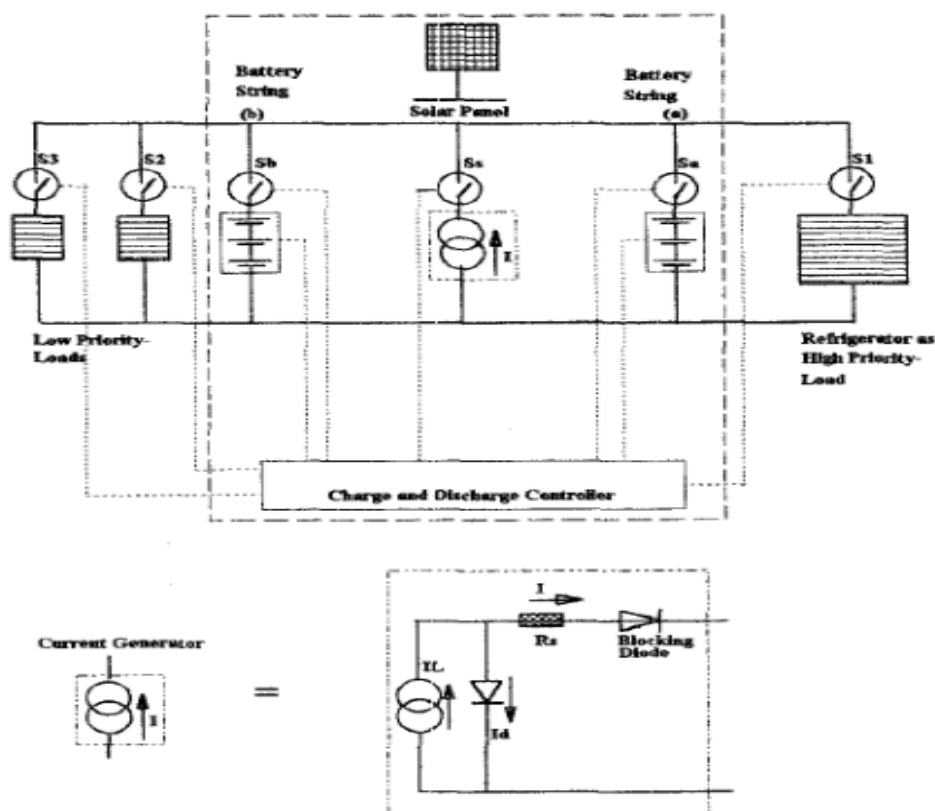 Battery
String
(b)
Solar Panel
Battery
String
(a)
S3
S2
Sb
Ss
Sa
S1
I
Low Priority-
Loads
Refrigerator as
High Priority-
Load
Charge and Discharge Controller
Current Generator
I
=
I
Rs
Blocking
Diode
IL
Id